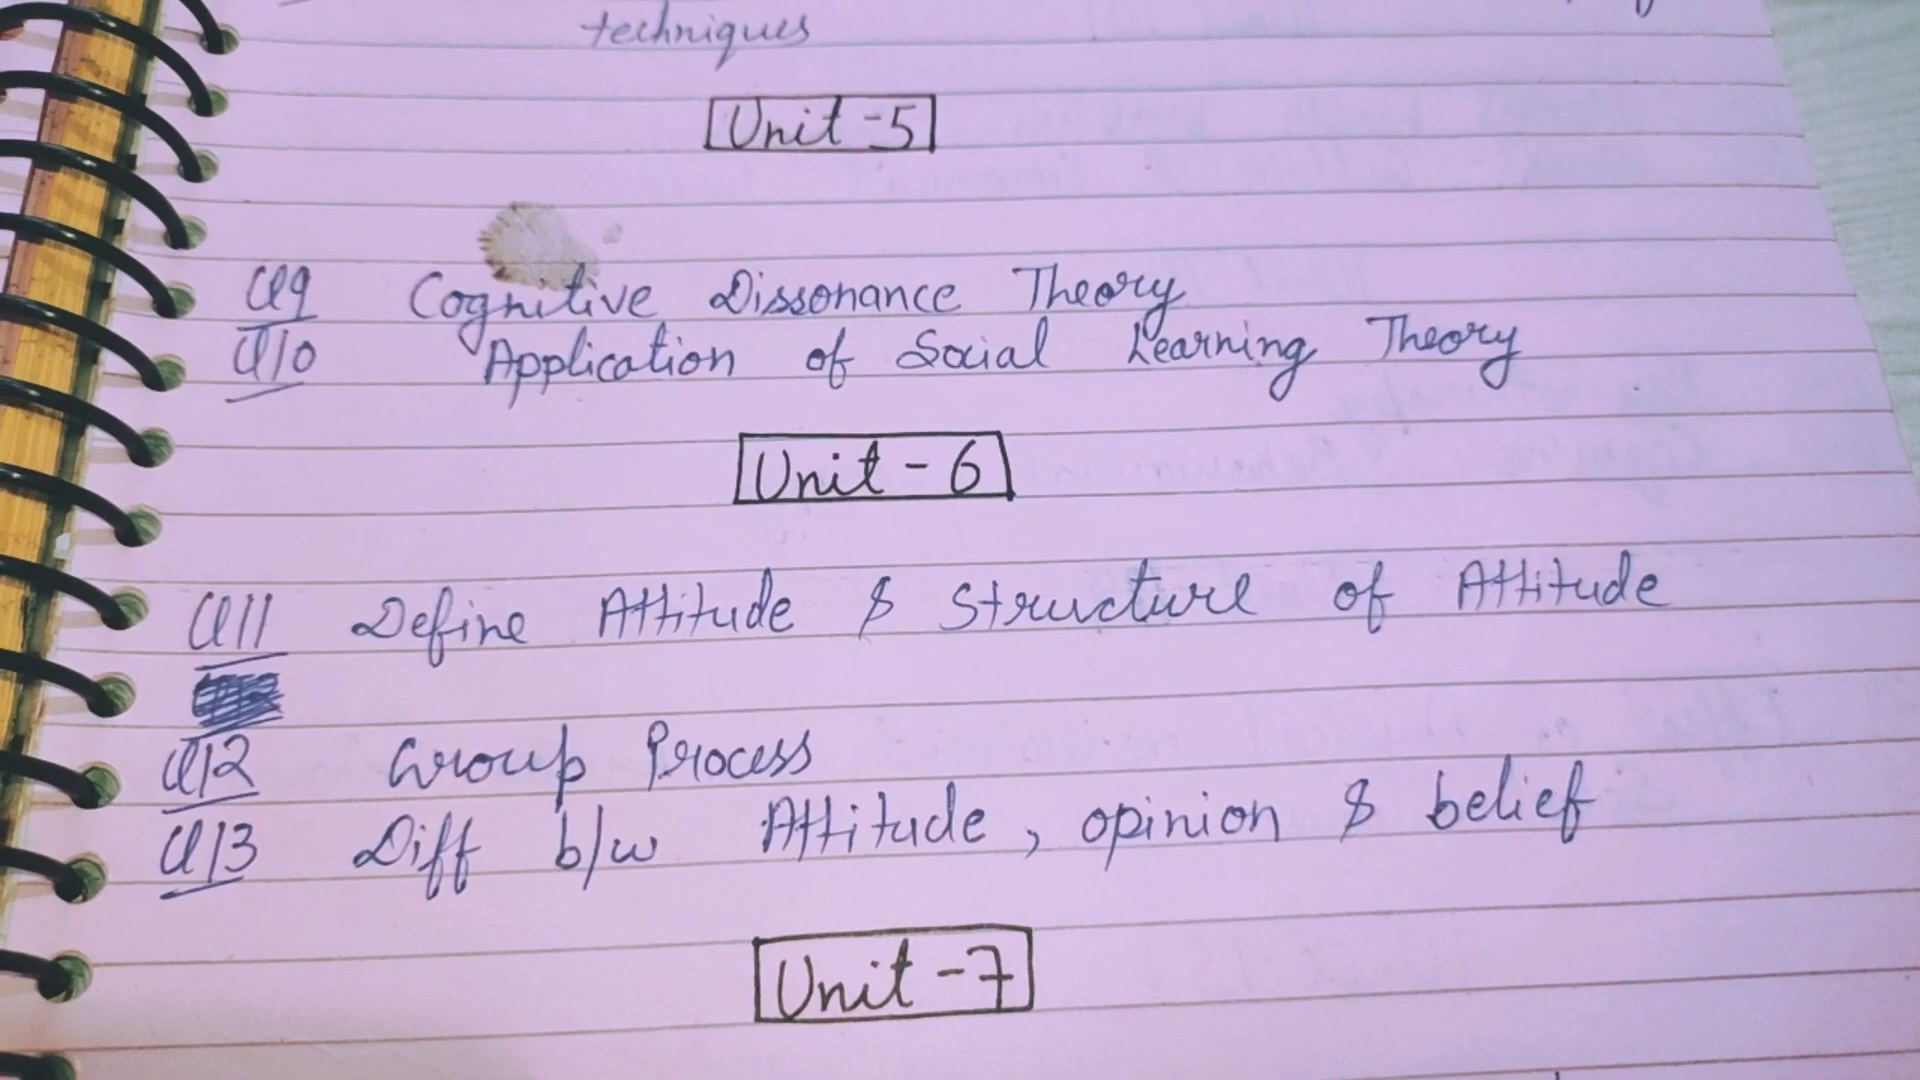 techniques
Unit - 5
Q9 Cognitive Dissonance Theory
Q10 Application of Social Learning Theory
Unit - 6
Q11 Define Attitude & Structure of Attitude
Q12 Group Process
Q13 Diff b/w Attitude, opinion & belief
Unit - 7